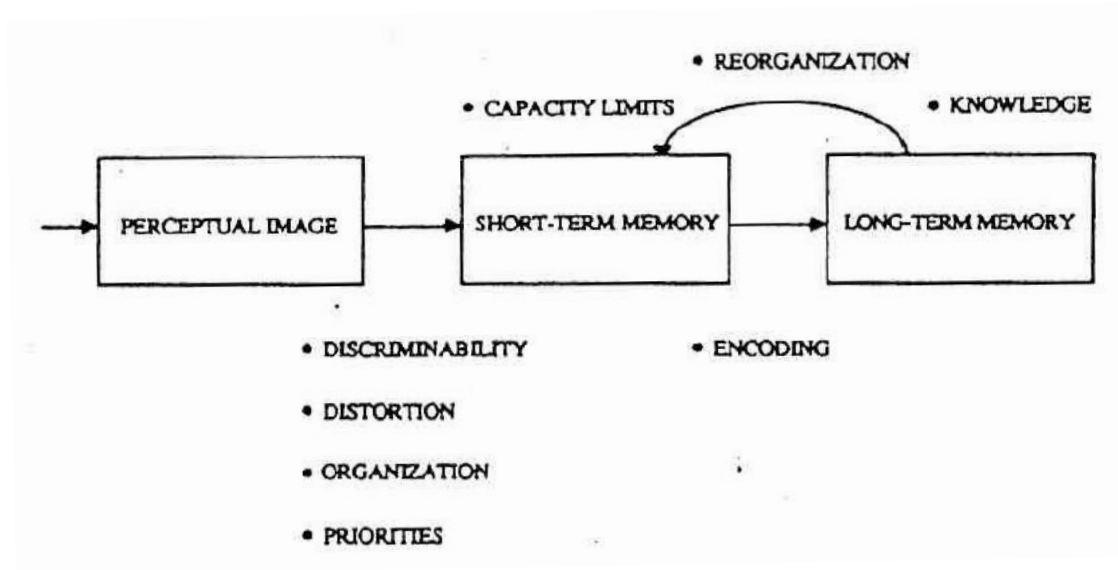 • REORGANIZATION
• CAPACITY LIMITS
• KNOWLEDGE
PERCEPTUAL IMAGE
SHORT-TERM MEMORY
LONG-TERM MEMORY
• DISCRIMINABILITY
• ENCODING
• DISTORTION
• ORGANIZATION
• PRIORITIES